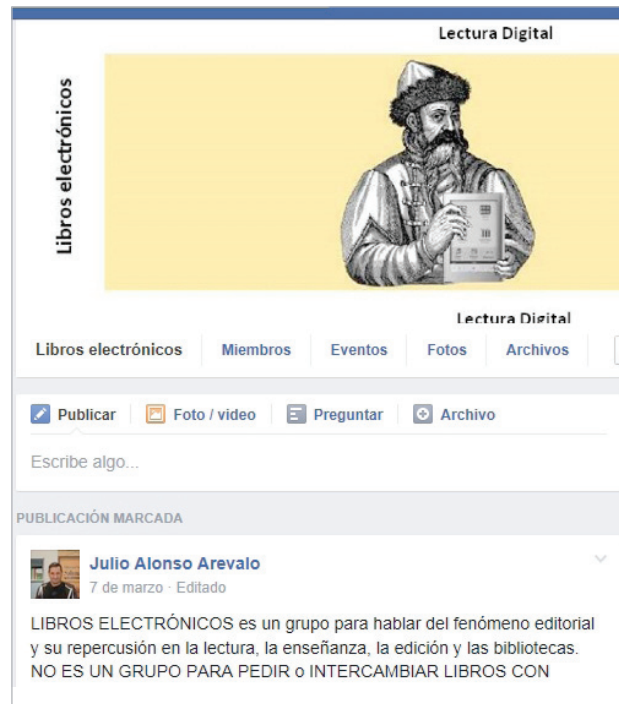 Lectura Digital
Libros electrónicos
Lectura Digital
Libros electrónicos Miembros Eventos Fotos Archivos
Publicar Foto / video Preguntar Archivo
Escribe algo...
PUBLICACIÓN MARCADA
Julio Alonso Arevalo
7 de marzo · Editado
LIBROS ELECTRÓNICOS es un grupo para hablar del fenómeno editorial
y su repercusión en la lectura, la enseñanza, la edición y las bibliotecas.
NO ES UN GRUPO PARA PEDIR o INTERCAMBIAR LIBROS CON